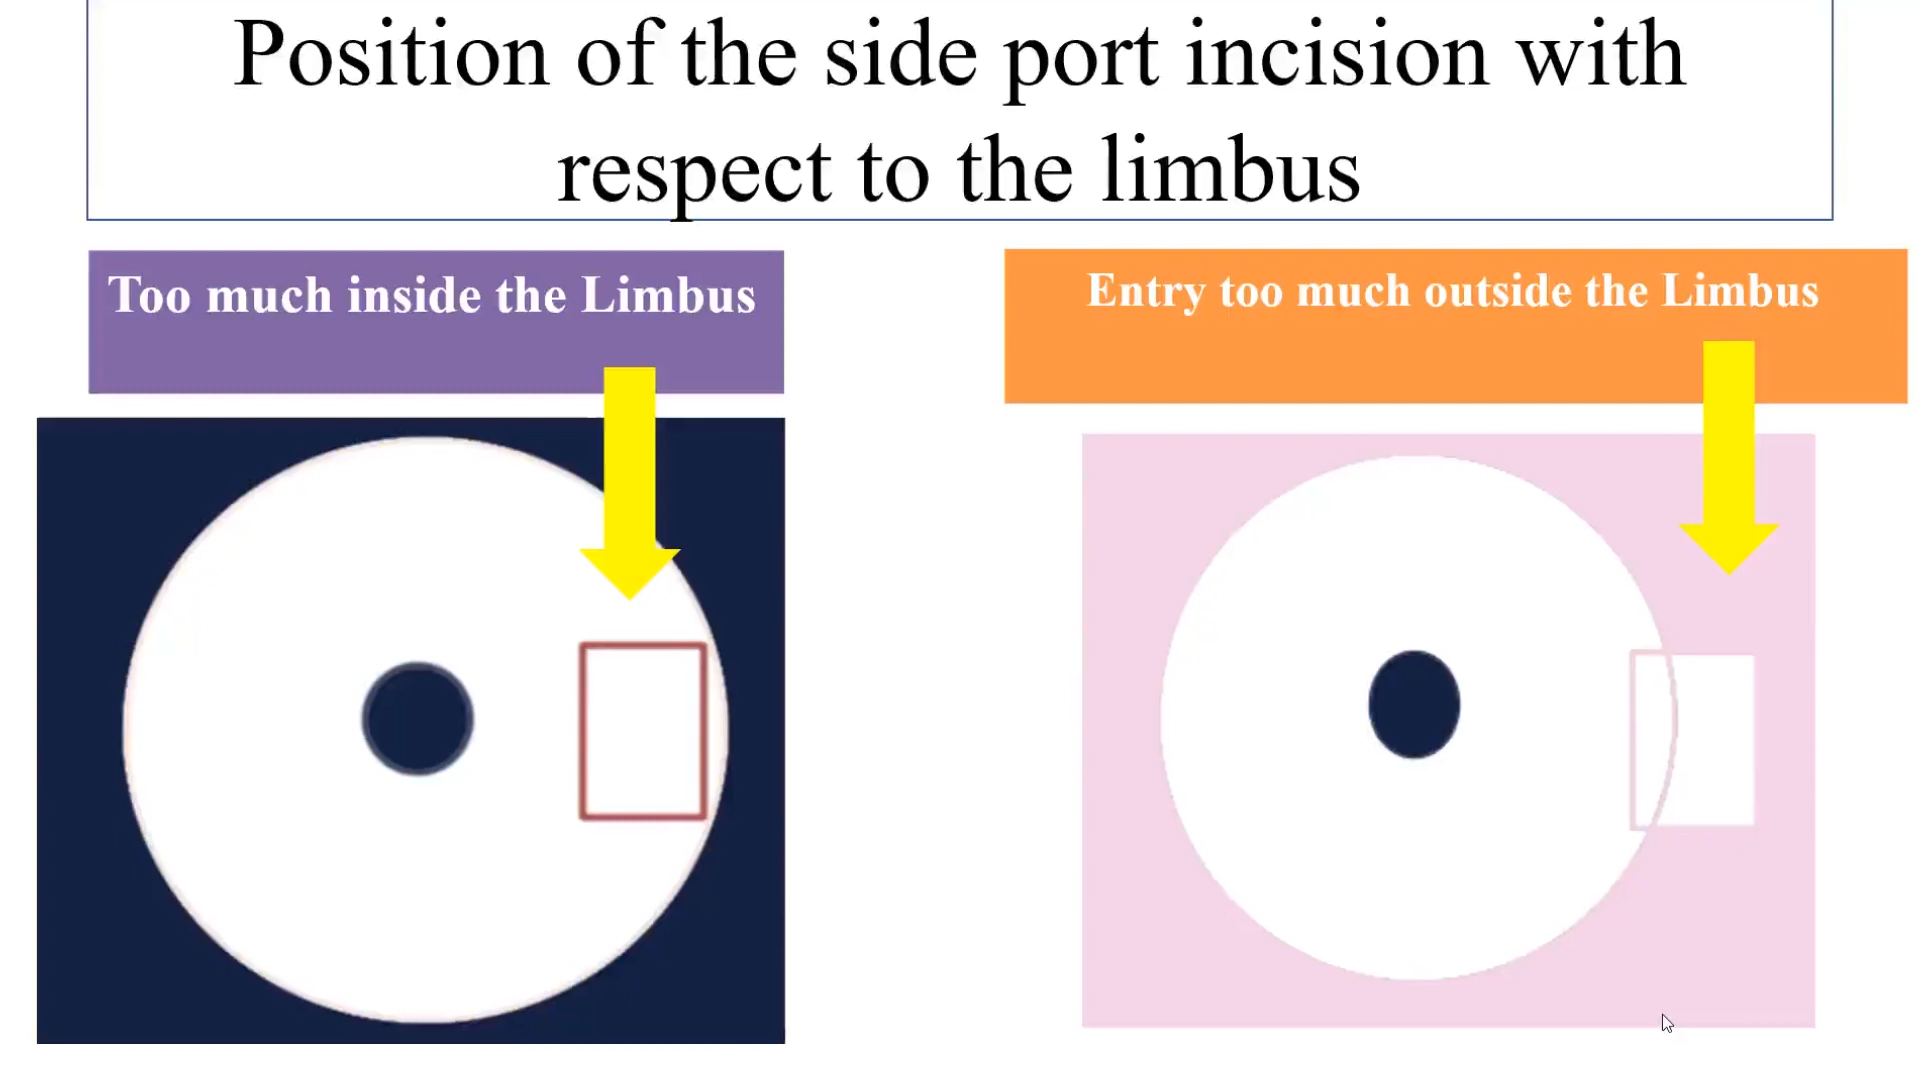 Position of the side port incision with
respect to the limbus
Too much inside the Limbus
Entry too much outside the Limbus